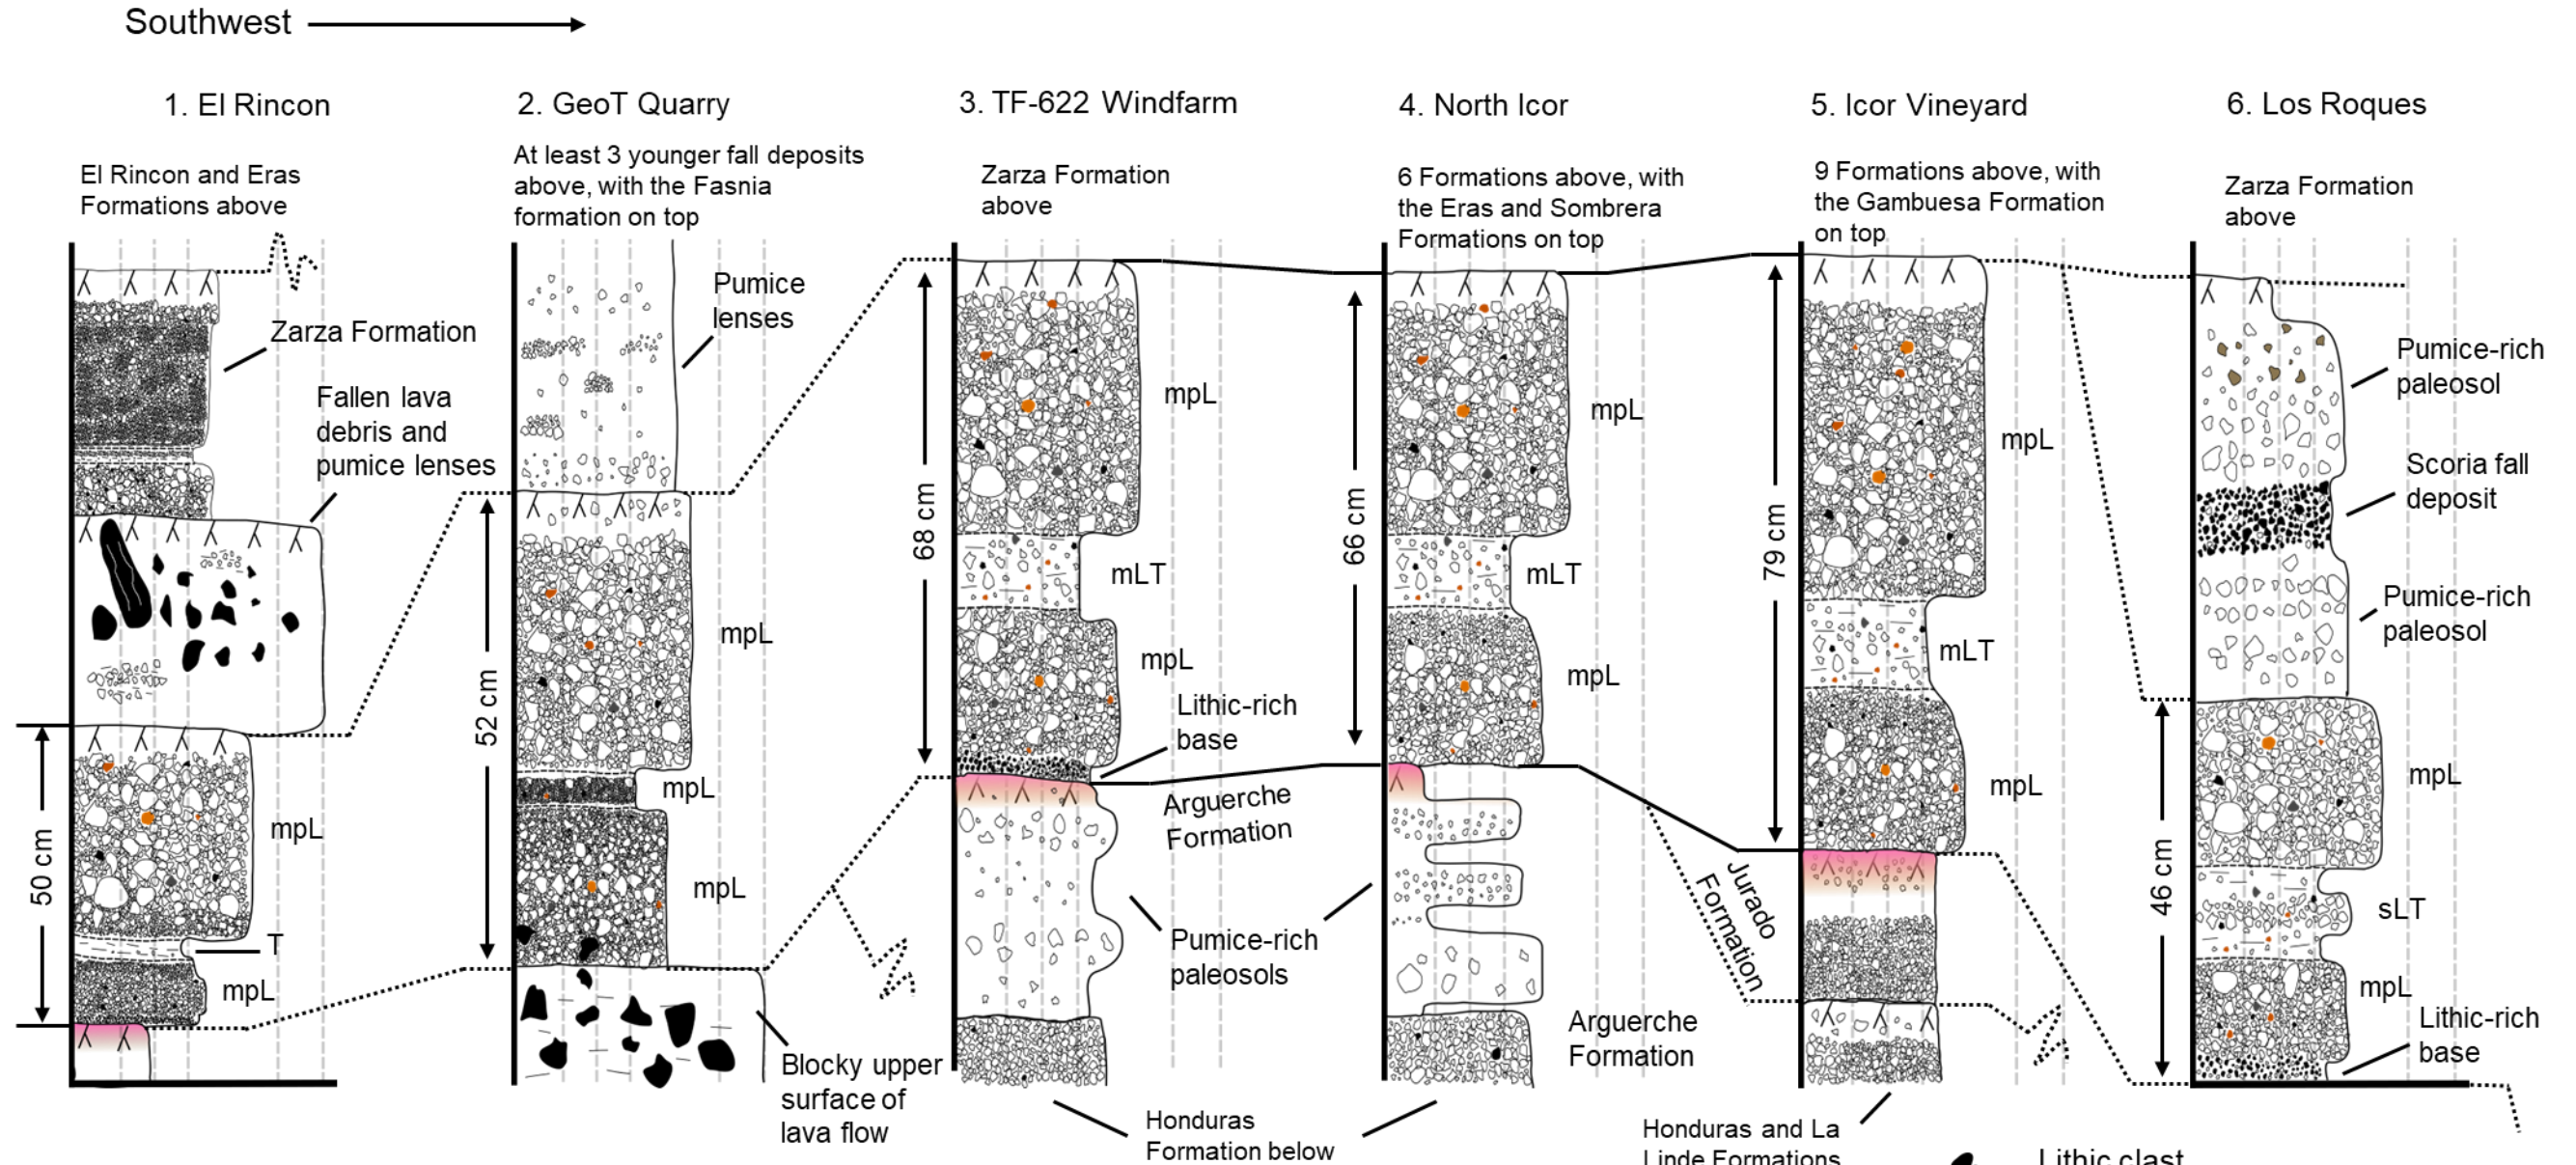 Southwest
1. El Rincon
2. GeoT Quarry
3. TF-622 Windfarm
4. North Icor
5. Icor Vineyard
6. Los Roques
El Rincon and Eras
Formations above
At least 3 younger fall deposits
above, with the Fasnia
formation on top
Zarza Formation
above
6 Formations above, with
the Eras and Sombrera
Formations on top
9 Formations above, with
the Gambuesa Formation
on top
Zarza Formation
above
Zarza Formation
Fallen lava
debris and
pumice lenses
50 cm
mpL
T
mpL
Pumice
lenses
52 cm
mpL
mpL
mpL
Blocky upper
surface of
lava flow
68 cm
mpL
mLT
mpL
Lithic-rich
base
Arguerche
Formation
Pumice-rich
paleosols
Honduras
Formation below
66 cm
mpL
mLT
mpL
Arguerche
Formation
Jurado
Formation
79 cm
mpL
mLT
mpL
Honduras and La
Linde Formations
Pumice-rich
paleosol
Scoria fall
deposit
Pumice-rich
paleosol
46 cm
mpL
sLT
mpL
Lithic-rich
base
Lithic clast